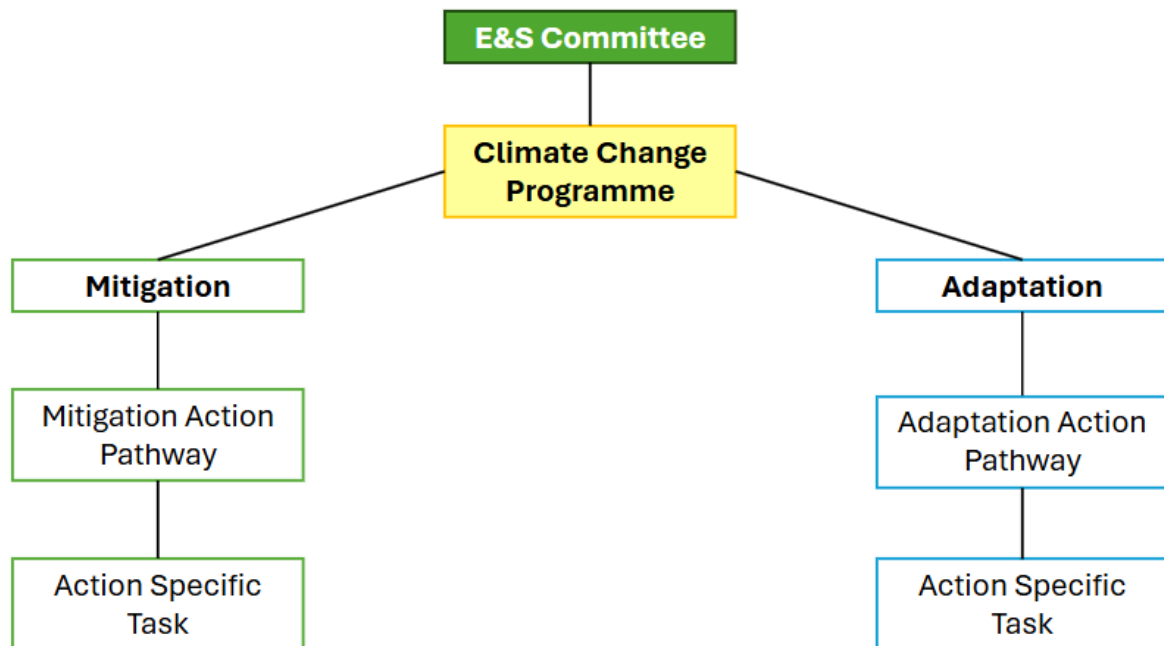 E&S Committee
Climate Change
Programme
Mitigation
Adaptation
Mitigation Action
Pathway
Adaptation Action
Pathway
Action Specific
Task
Action Specific
Task